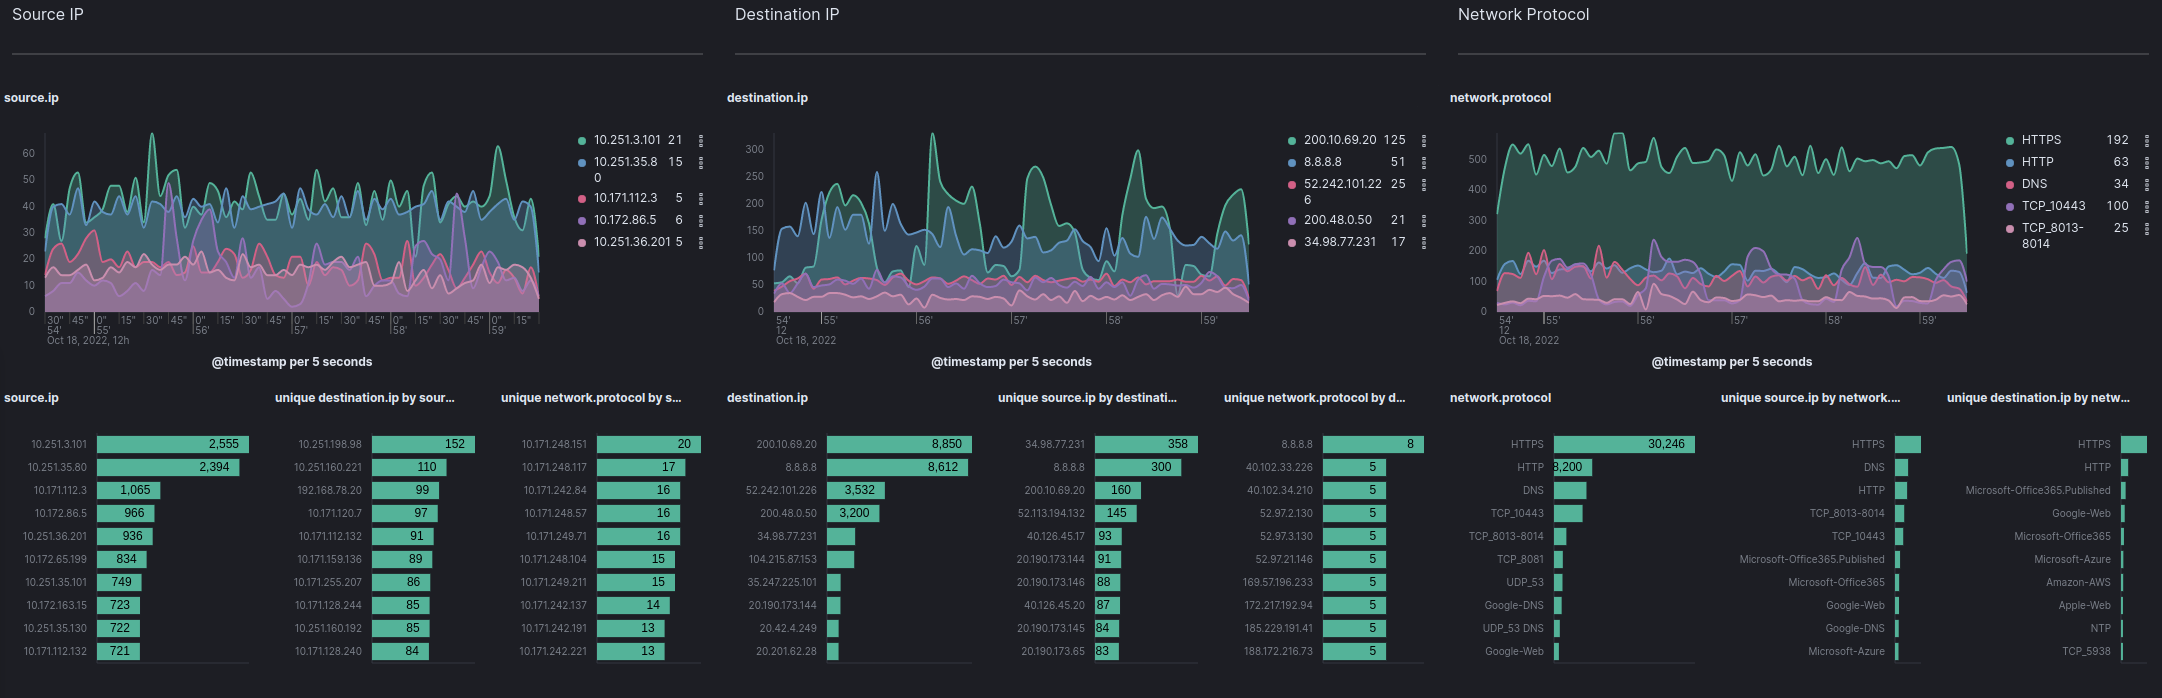 Source IP
Destination IP
Network Protocol
source.ip
60
50
40
30
20
10
0
30" 45" 0" 15" 30" 45" 0" 15" 30" 45" 0" 15" 30" 45" 0" 15" 30" 45" 0" 15"
54' 55' 56' 57' 58' 59'
Oct 18, 2022, 12h
@timestamp per 5 seconds
10.251.3.101 21
10.251.35.8 15
0
10.171.112.3 5
10.172.86.5 6
10.251.36.201 5
destination.ip
300
250
200
150
100
50
0
54' 55' 56' 57' 58' 59'
12
Oct 18, 2022
@timestamp per 5 seconds
200.10.69.20 125
8.8.8.8 51
52.242.101.22 25
6
200.48.0.50 21
34.98.77.231 17
network.protocol
500
400
300
200
100
0
54' 55' 56' 57' 58' 59'
12
Oct 18, 2022
@timestamp per 5 seconds
HTTPS 192
HTTP 63
DNS 34
TCP_10443 100
TCP_8013- 25
8014
source.ip
10.251.3.101 2,555
10.251.35.80 2,394
10.171.112.3 1,065
10.172.86.5 966
10.251.36.201 936
10.172.65.199 834
10.251.35.101 749
10.172.163.15 723
10.251.35.130 722
10.171.112.132 721
unique destination.ip by sour...
10.251.198.98 152
10.251.160.221 110
192.168.78.20 99
10.171.120.7 97
10.171.112.132 91
10.171.159.136 89
10.171.255.207 86
10.171.128.244 85
10.251.160.192 85
10.171.128.240 84
unique network.protocol by s...
10.171.248.151 20
10.171.248.117 17
10.171.242.84 16
10.171.248.57 16
10.171.249.71 16
10.171.248.104 15
10.171.249.211 15
10.171.242.137 14
10.171.242.191 13
10.171.242.221 13
destination.ip
200.10.69.20 8,850
8.8.8.8 8,612
52.242.101.226 3,532
200.48.0.50 3,200
34.98.77.231
104.215.87.153
35.247.225.101
20.190.173.144
20.42.4.249
20.201.62.28
unique source.ip by destinati...
34.98.77.231 358
8.8.8.8 300
200.10.69.20 160
52.113.194.132 145
40.126.45.17 93
20.190.173.144 91
20.190.173.146 88
40.126.45.20 87
20.190.173.145 84
20.190.173.65 83
unique network.protocol by d...
8.8.8.8 8
40.102.33.226 5
40.102.34.210 5
52.97.2.130 5
52.97.3.130 5
52.97.21.146 5
169.57.196.233 5
172.217.192.94 5
185.229.191.41 5
188.172.216.73 5
network.protocol
HTTPS 30,246
HTTP 8,200
DNS
TCP_10443
TCP_8013-8014
TCP_8081
UDP_53
Google-DNS
UDP_53 DNS
Google-Web
unique source.ip by network....
HTTPS
DNS
HTTP
TCP_8013-8014
TCP_10443
Microsoft-Office365.Published
Microsoft-Office365
Google-Web
Google-DNS
Microsoft-Azure
unique destination.ip by netw...
HTTPS
HTTP
Microsoft-Office365.Published
Google-Web
Microsoft-Office365
Microsoft-Azure
Amazon-AWS
Apple-Web
NTP
TCP_5938